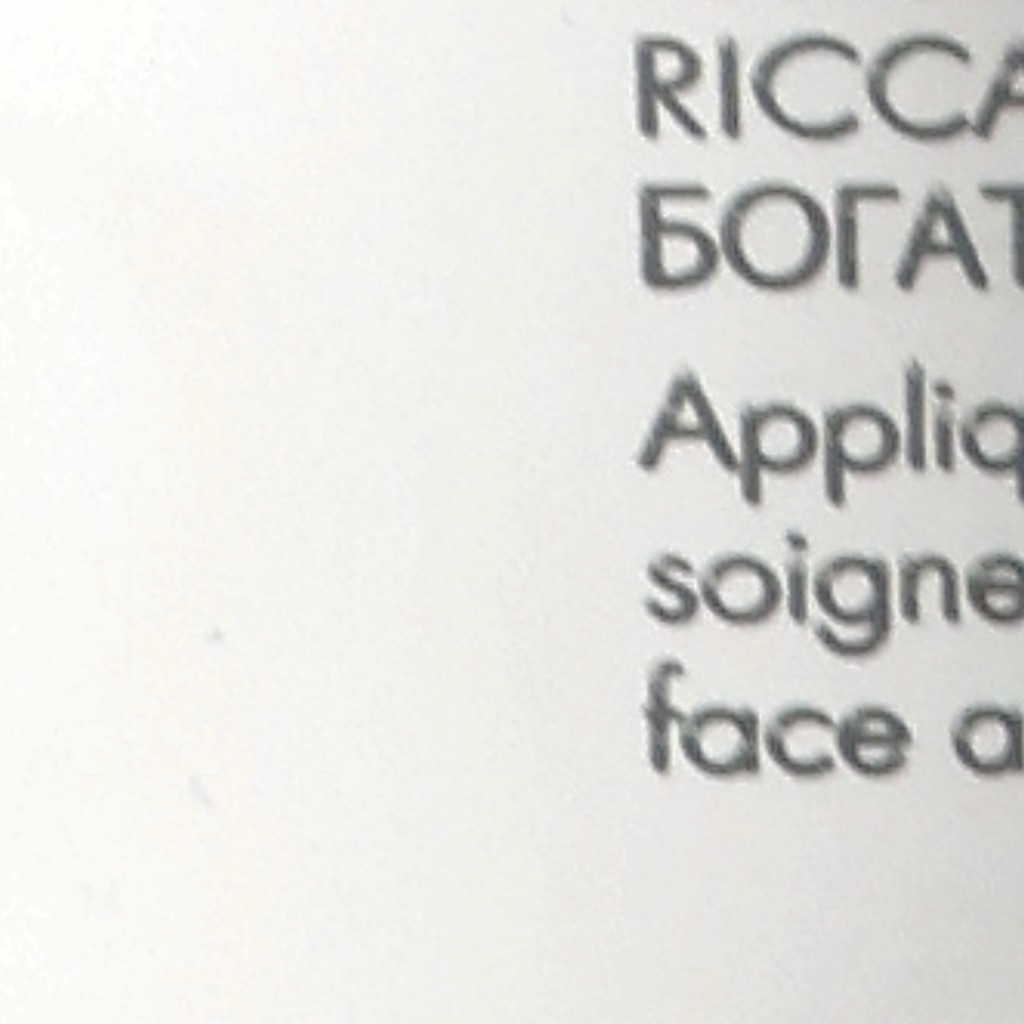 RICCA
БОГАТ
Appliq
soigne
face a